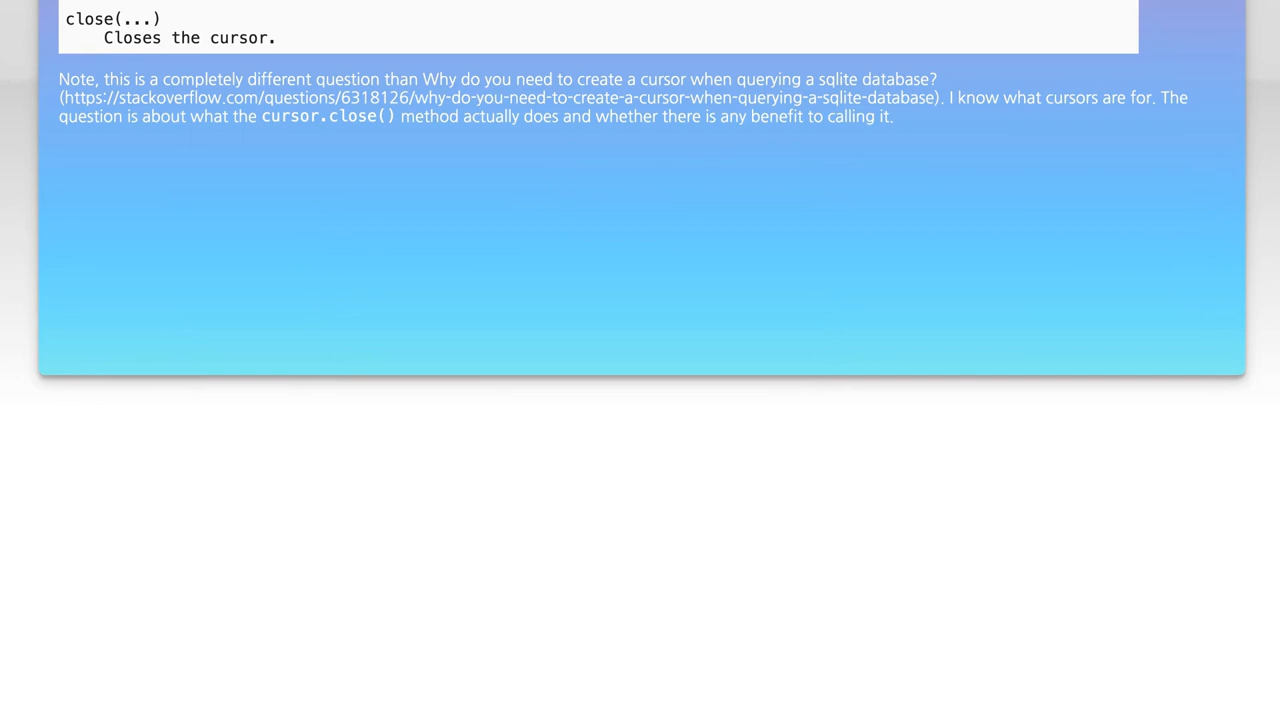 close(...)
    Closes the cursor.
Note, this is a completely different question than Why do you need to create a cursor when querying a sqlite database?
(https://stackoverflow.com/questions/6318126/why-do-you-need-to-create-a-cursor-when-querying-a-sqlite-database). I know what cursors are for. The
question is about what the cursor.close() method actually does and whether there is any benefit to calling it.